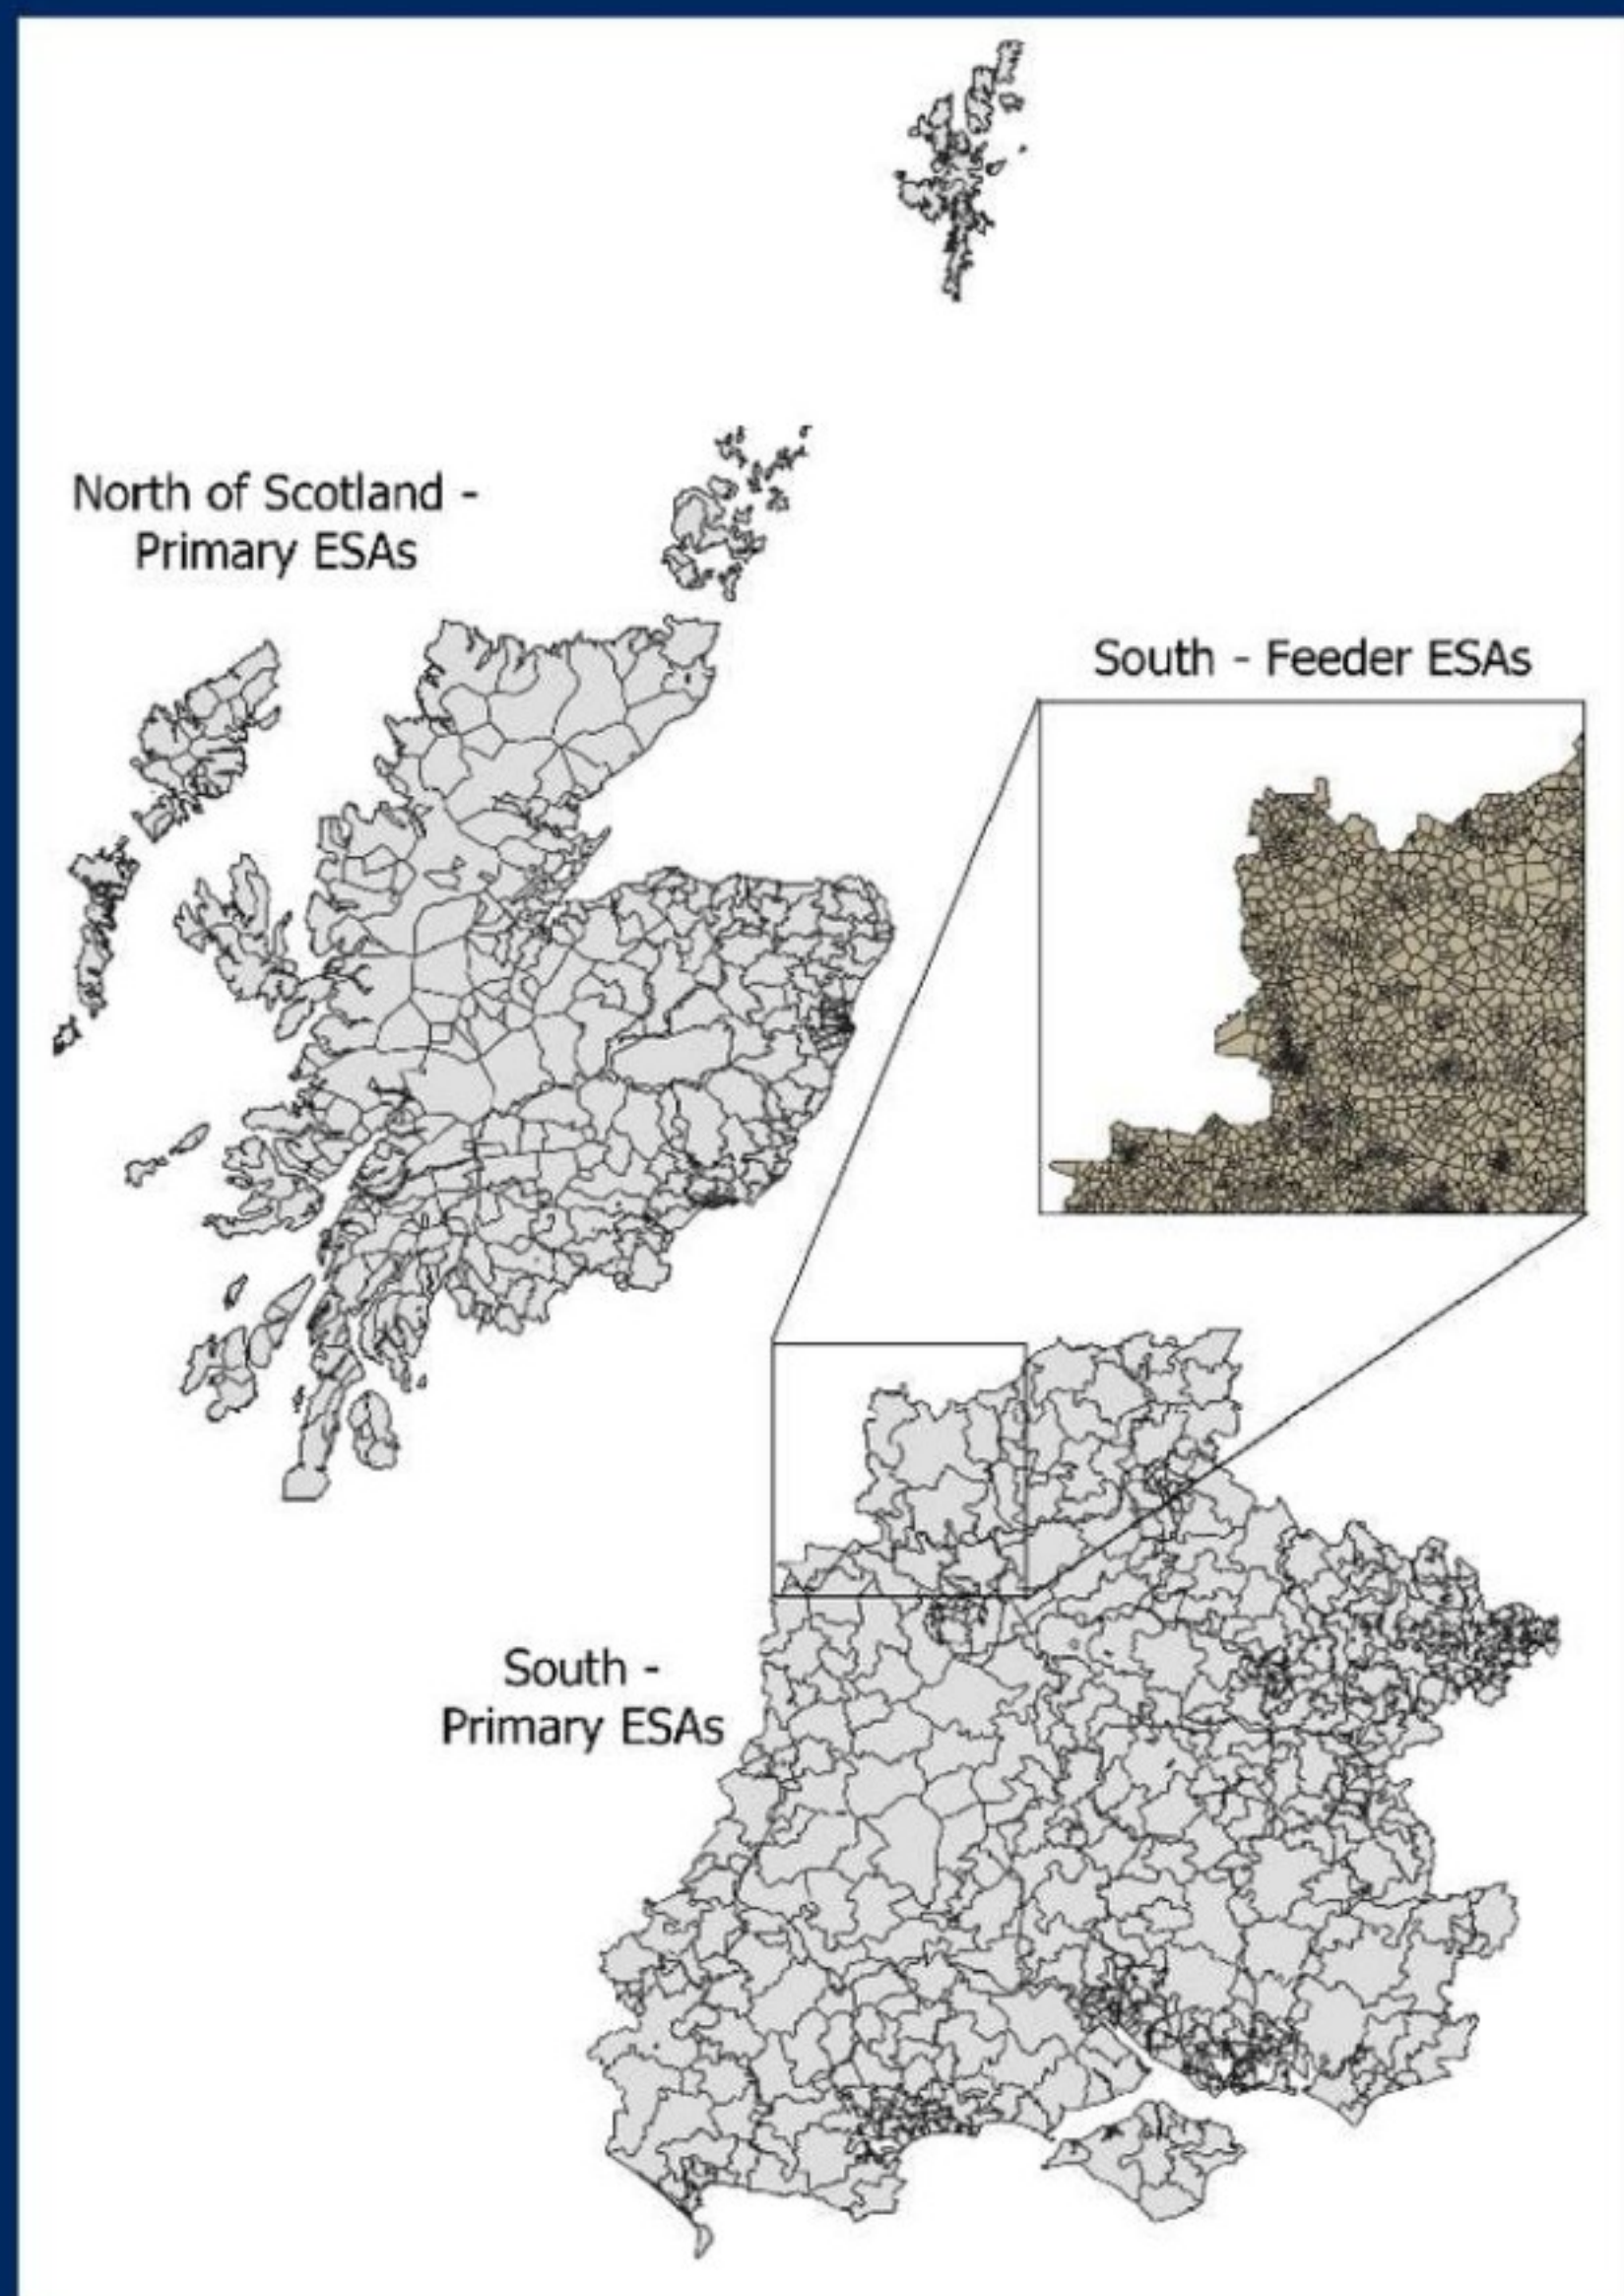 North of Scotland -
Primary ESAs
South - Feeder ESAs
South -
Primary ESAs